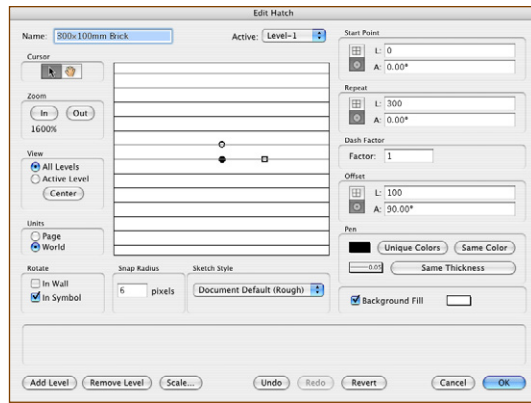 Edit Hatch
Name: 300x100mm Brick
Active: Level-1
Cursor
Zoom
In Out
1600%
View
All Levels
Active Level
Center
Units
Page
World
Rotate
In Wall
In Symbol
Snap Radius
6 pixels
Sketch Style
Document Default (Rough)
Start Point
L: 0
A: 0.00°
Repeat
L: 300
A: 0.00°
Dash Factor
Factor: 1
Offset
L: 100
A: 90.00°
Pen
Unique Colors Same Color
0.05 Same Thickness
Background Fill
Add Level Remove Level Scale... Undo Redo Revert Cancel OK